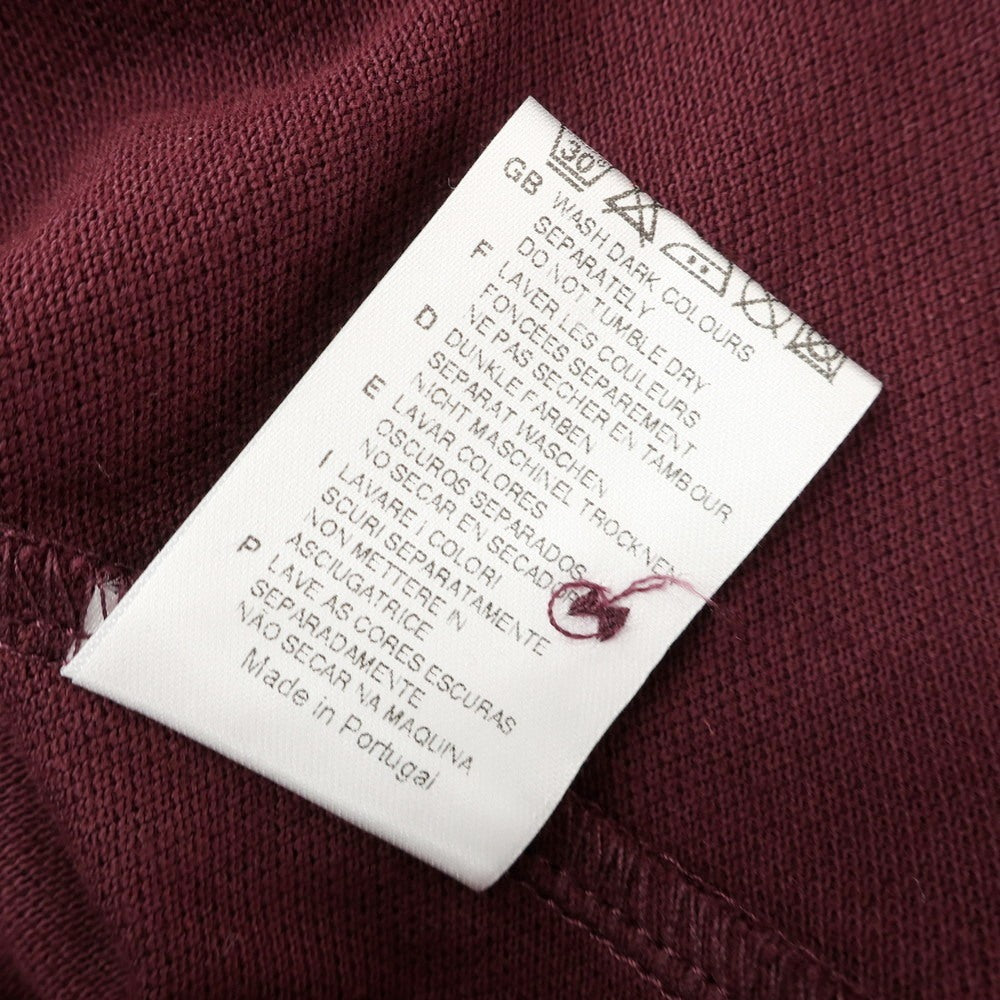 30°
GB WASH DARK COLOURS
SEPARATELY
DO NOT TUMBLE DRY
F LAVER LES COULEURS
FONCÉES SEPAREMENT
NE PAS SECHER EN TAMBOUR
D DUNKLE FARBEN
SEPARAT WASCHEN
NICHT MASCHINEL TROCKNEN
E LAVAR COLORES
OSCUROS SEPARADOS
NO SECAR EN SECADORA
I LAVARE I COLORI
SCURI SEPARATAMENTE
NON METTERE IN
ASCIUGATRICE
P LAVE AS CORES ESCURAS
SEPARADAMENTE
NÃO SECAR NA MAQUINA
Made in Portugal